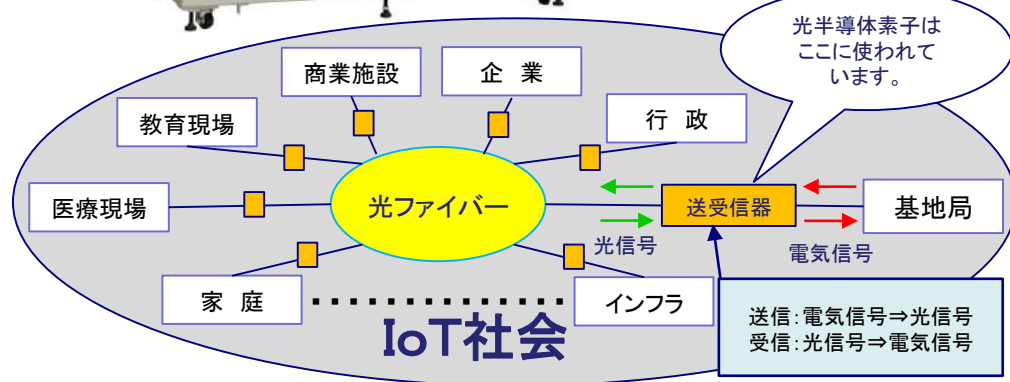 光半導体素子は
ここに使われて
います。
商業施設
企 業
教育現場
行 政
医療現場
光ファイバー
送受信器
基地局
光信号
電気信号
家 庭
インフラ
IoT社会
送信:電気信号⇒光信号
受信:光信号⇒電気信号